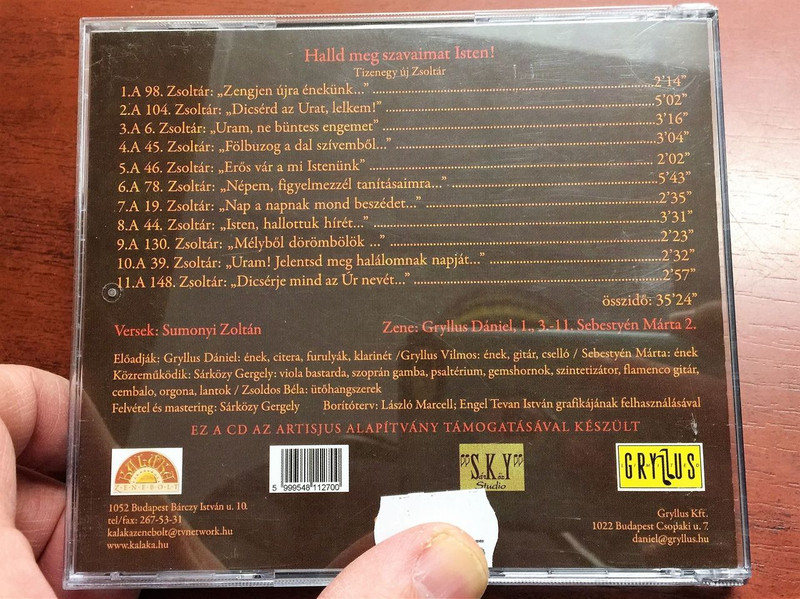 Halld meg szavaimat Isten!
Tizenegy új Zsoltár
1.A 98. Zsoltár: „Zengjen újra énekünk...” 2’14”
2.A 104. Zsoltár: „Dicsérd az Urat, lelkem!” 5’02”
3.A 6. Zsoltár: „Uram, ne büntess engemet” 3’16”
4.A 45. Zsoltár: „Fölbuzog a dal szívemből...” 3’04”
5.A 46. Zsoltár: „Erős vár a mi Istenünk” 2’02”
6.A 78. Zsoltár: „Népem, figyelmezzél tanításaimra...” 5’43”
7.A 19. Zsoltár: „Nap a napnak mond beszédet...” 2’35”
8.A 44. Zsoltár: „Isten, hallottuk hírét...” 3’31”
9.A 130. Zsoltár: „Mélyből dörömbölök ...” 2’23”
10.A 39. Zsoltár: „Uram! Jelentsd meg halálomnak napját...” 2’32”
11.A 148. Zsoltár: „Dicsérje mind az Úr nevét...” 2’57”
összidő: 35’24”
Versek: Sumonyi Zoltán Zene: Gryllus Dániel, 1., 3.-11. Sebestyén Márta 2.
Előadják: Gryllus Dániel: ének, citera, furulyák, klarinét /Gryllus Vilmos: ének, gitár, cselló / Sebestyén Márta: ének
Közreműködik: Sárközy Gergely: viola bastarda, szoprán gamba, psaltérium, gemshornok, szintetizátor, flamenco gitár,
cembalo, orgona, lantok / Zsoldos Béla: ütőhangszerek
Felvétel és mastering: Sárközy Gergely Borítóterv: László Marcell; Engel Tevan István grafikájának felhasználásával
EZ A CD AZ ARTISJUS ALAPÍTVÁNY TÁMOGATÁSÁVAL KÉSZÜLT
KALÁKA
ZENEBOLT
5 999548 112700
"S.K.Y"
SárKözY
Studio
GRYLLUS
1052 Budapest Bárczy István u. 10.
tel/fax: 267-53-31
kalakazenebolt@tvnetwork.hu
www.kalaka.hu
Gryllus Kft.
1022 Budapest Csopaki u. 7.
daniel@gryllus.hu